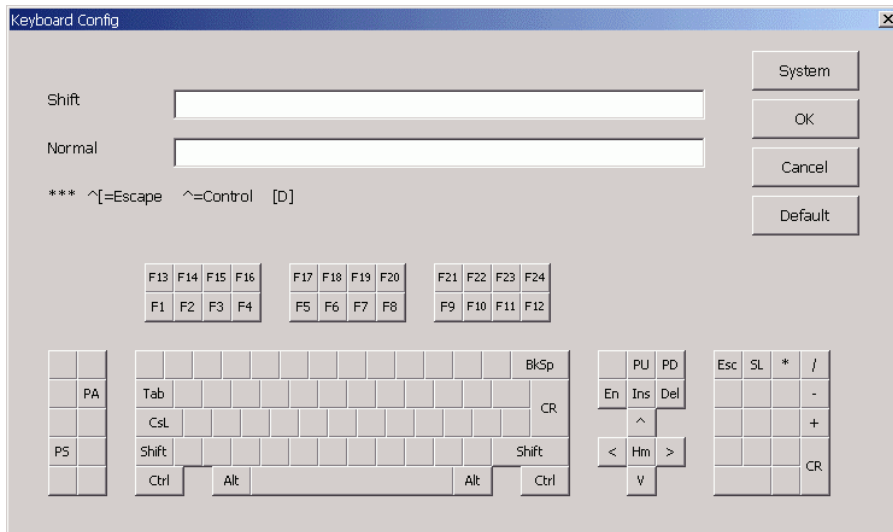 Keyboard Config
System
Shift
OK
Normal
Cancel
*** ^[=Escape ^=Control [D]
Default
F13 F14 F15 F16 F17 F18 F19 F20 F21 F22 F23 F24
F1 F2 F3 F4 F5 F6 F7 F8 F9 F10 F11 F12
BkSp PU PD Esc SL * /
PA Tab CR En Ins Del -
CsL ^ +
PS Shift Shift < Hm > CR
Ctrl Alt Alt Ctrl V